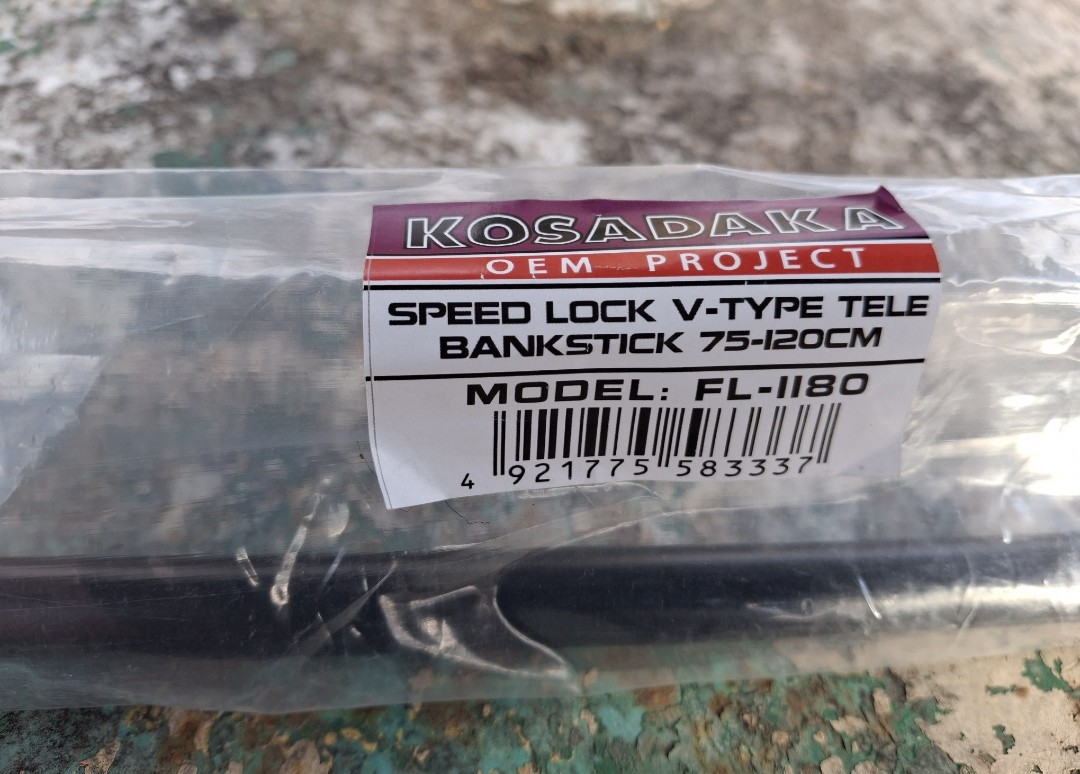 KOSADAKA
OEM PROJECT
SPEED LOCK V-TYPE TELE
BANKSTICK 75-120CM
MODEL: FL-1180
4 921775 583337